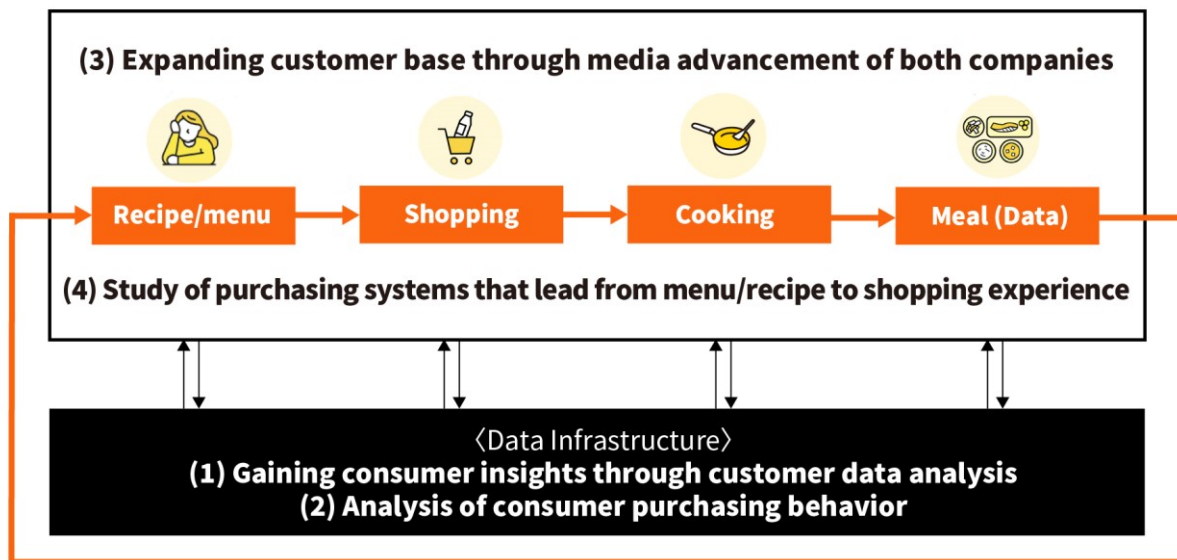 (3) Expanding customer base through media advancement of both companies
Recipe/menu
Shopping
Cooking
Meal (Data)
(4) Study of purchasing systems that lead from menu/recipe to shopping experience
〈Data Infrastructure〉
(1) Gaining consumer insights through customer data analysis
(2) Analysis of consumer purchasing behavior